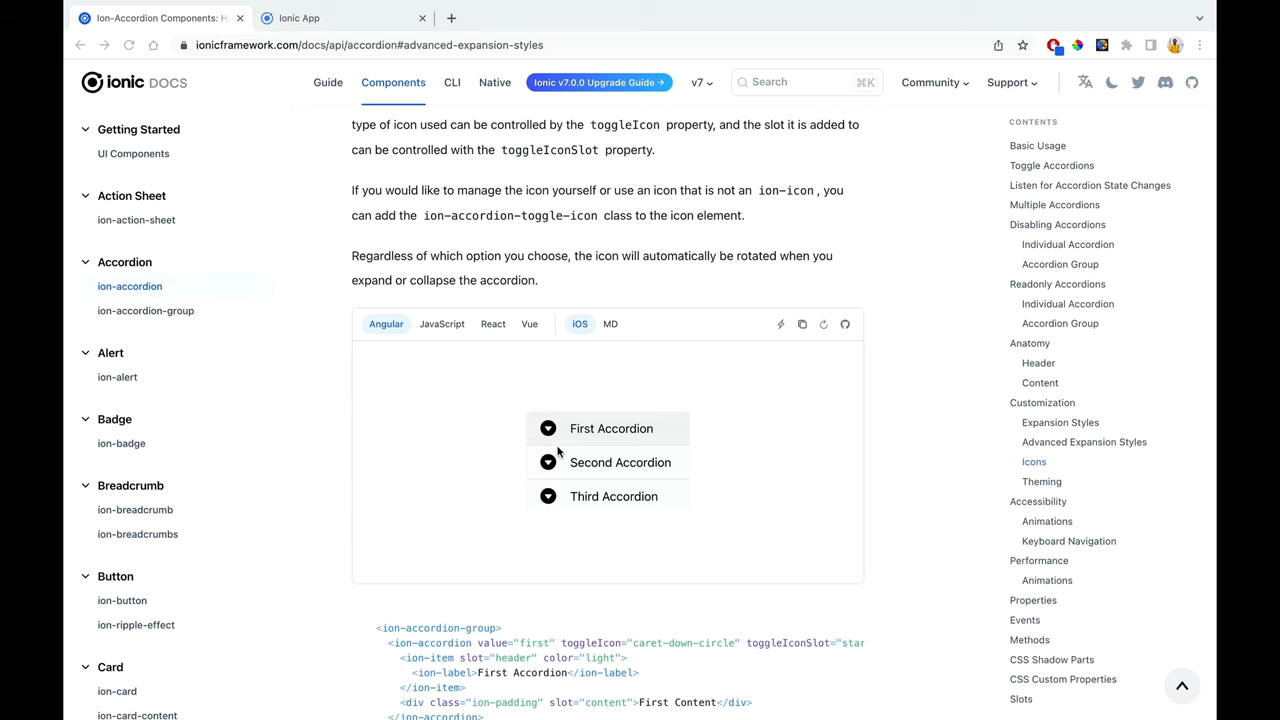 Ion-Accordion Components: H
Ionic App
ionicframework.com/docs/api/accordion#advanced-expansion-styles
ionic DOCS
Guide
Components
CLI
Native
Ionic v7.0.0 Upgrade Guide →
v7
Search
⌘K
Community
Support
Getting Started
UI Components
Action Sheet
ion-action-sheet
Accordion
ion-accordion
ion-accordion-group
Alert
ion-alert
Badge
ion-badge
Breadcrumb
ion-breadcrumb
ion-breadcrumbs
Button
ion-button
ion-ripple-effect
Card
ion-card
ion-card-content
type of icon used can be controlled by the toggleIcon property, and the slot it is added to
can be controlled with the toggleIconSlot property.
If you would like to manage the icon yourself or use an icon that is not an ion-icon, you
can add the ion-accordion-toggle-icon class to the icon element.
Regardless of which option you choose, the icon will automatically be rotated when you
expand or collapse the accordion.
Angular
JavaScript
React
Vue
iOS
MD
First Accordion
Second Accordion
Third Accordion
<ion-accordion-group>
<ion-accordion value="first" toggleIcon="caret-down-circle" toggleIconSlot="star
<ion-item slot="header" color="light">
<ion-label>First Accordion</ion-label>
</ion-item>
<div class="ion-padding" slot="content">First Content</div>
</ion-accordion>
CONTENTS
Basic Usage
Toggle Accordions
Listen for Accordion State Changes
Multiple Accordions
Disabling Accordions
Individual Accordion
Accordion Group
Readonly Accordions
Individual Accordion
Accordion Group
Anatomy
Header
Content
Customization
Expansion Styles
Advanced Expansion Styles
Icons
Theming
Accessibility
Animations
Keyboard Navigation
Performance
Animations
Properties
Events
Methods
CSS Shadow Parts
CSS Custom Properties
Slots